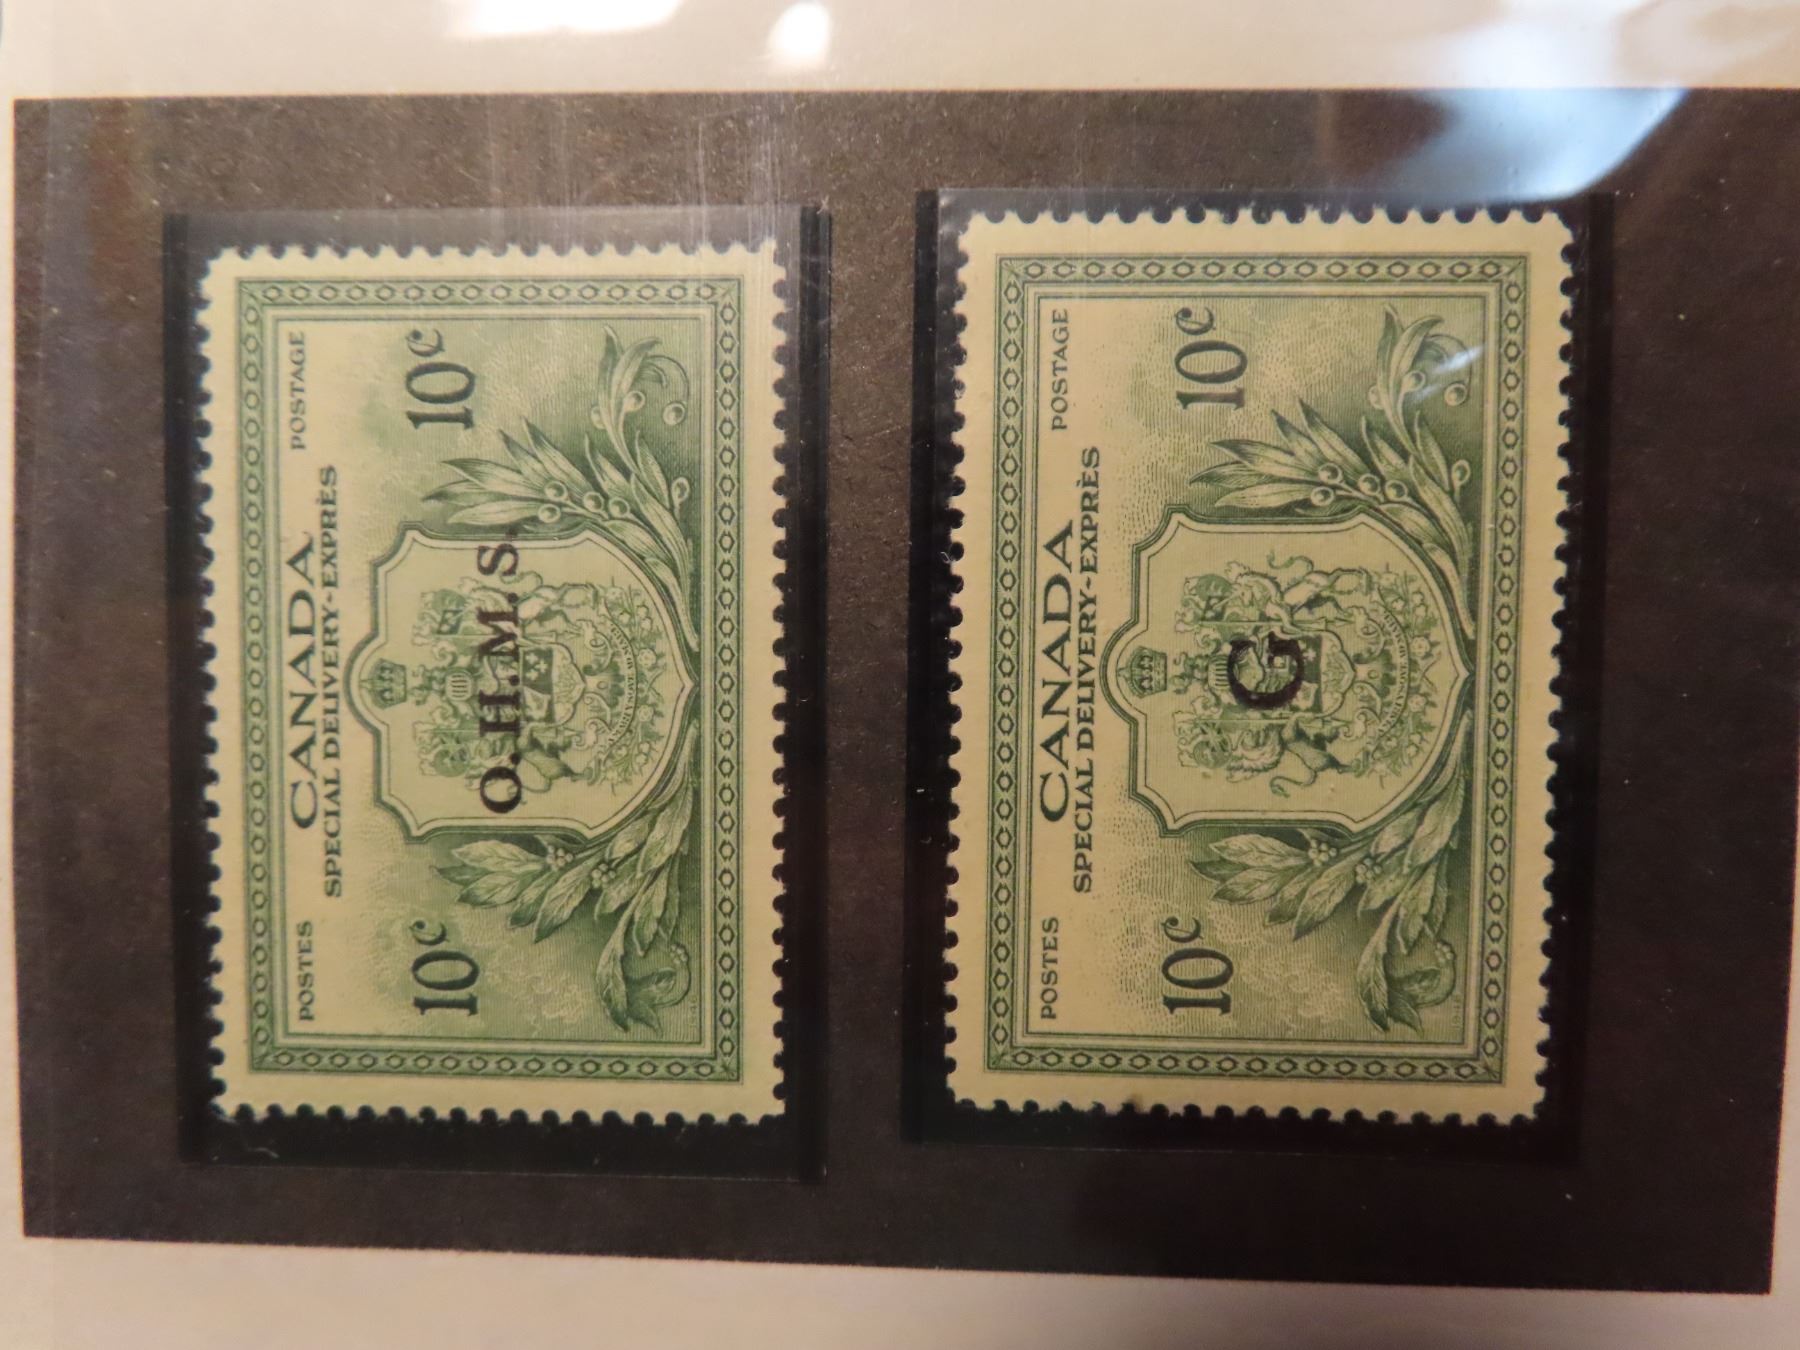 POSTES CANADA POSTAGE
SPECIAL DELIVERY-EXPRÈS
10¢ 10¢
O.H.M.S.
POSTES CANADA POSTAGE
SPECIAL DELIVERY-EXPRÈS
10¢ 10¢
G